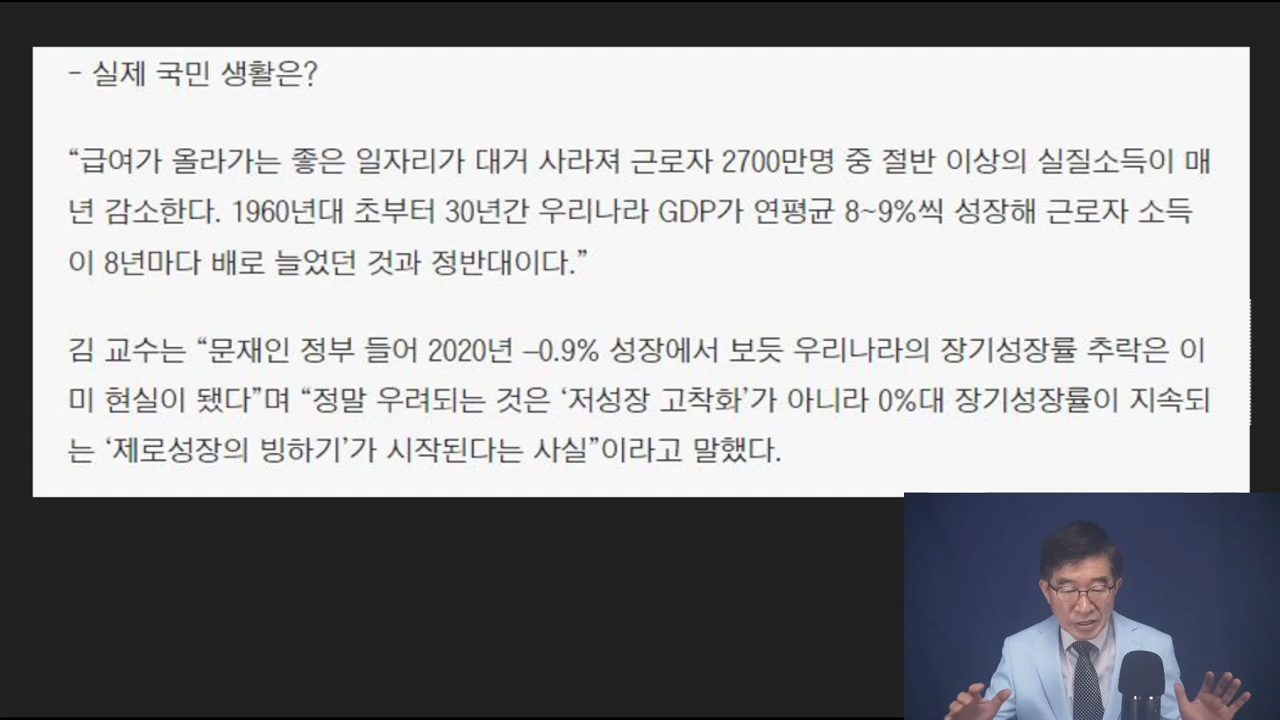 - 실제 국민 생활은?
“급여가 올라가는 좋은 일자리가 대거 사라져 근로자 2700만명 중 절반 이상의 실질소득이 매
년 감소한다. 1960년대 초부터 30년간 우리나라 GDP가 연평균 8~9%씩 성장해 근로자 소득
이 8년마다 배로 늘었던 것과 정반대이다.”
김 교수는 “문재인 정부 들어 2020년 –0.9% 성장에서 보듯 우리나라의 장기성장률 추락은 이
미 현실이 됐다”며 “정말 우려되는 것은 ‘저성장 고착화’가 아니라 0%대 장기성장률이 지속되
는 ‘제로성장의 빙하기’가 시작된다는 사실”이라고 말했다.